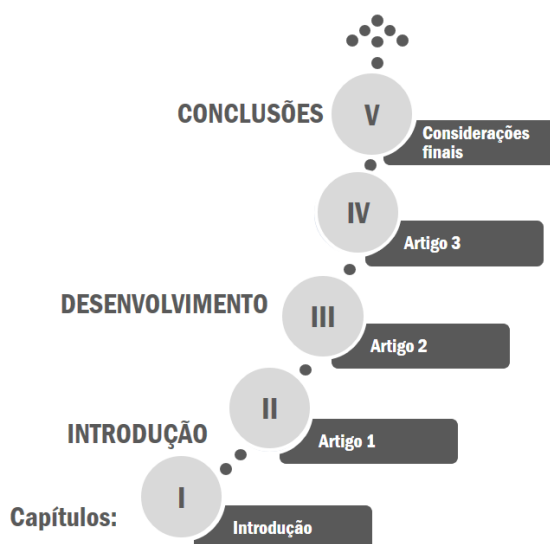 CONCLUSÕES
V
Considerações
finais
IV
Artigo 3
DESENVOLVIMENTO
III
Artigo 2
II
INTRODUÇÃO
Artigo 1
I
Capítulos:
Introdução